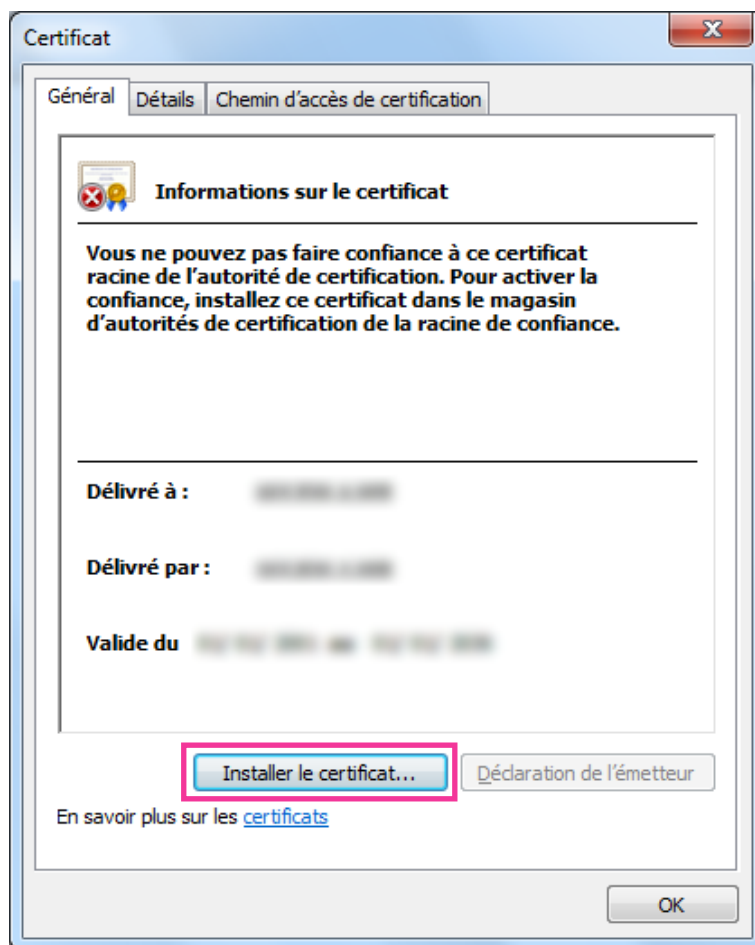 Certificat
Général Détails Chemin d'accès de certification
Informations sur le certificat
Vous ne pouvez pas faire confiance à ce certificat
racine de l'autorité de certification. Pour activer la
confiance, installez ce certificat dans le magasin
d'autorités de certification de la racine de confiance.
Délivré à :
Délivré par :
Valide du
Installer le certificat... Déclaration de l'émetteur
En savoir plus sur les certificats
OK